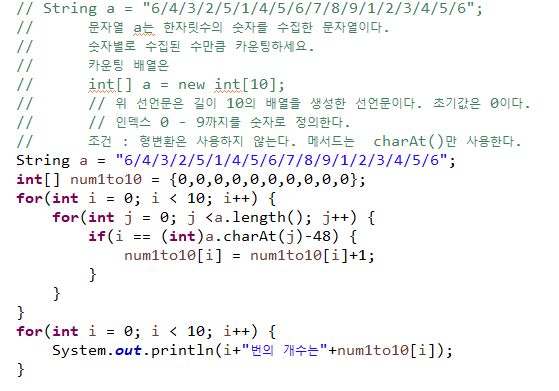 // String a = "6/4/3/2/5/1/4/5/6/7/8/9/1/2/3/4/5/6";
// 문자열 a는 한자릿수의 숫자를 수집한 문자열이다.
// 숫자별로 수집된 수만큼 카운팅하세요.
// 카운팅 배열은
// int[] a = new int[10];
// // 위 선언문은 길이 10의 배열을 생성한 선언문이다. 초기값은 0이다.
// // 인덱스 0 - 9까지를 숫자로 정의한다.
// 조건 : 형변환은 사용하지 않는다. 메서드는 charAt()만 사용한다.
String a = "6/4/3/2/5/1/4/5/6/7/8/9/1/2/3/4/5/6";
int[] num1to10 = {0,0,0,0,0,0,0,0,0,0};
for(int i = 0; i < 10; i++) {
for(int j = 0; j <a.length(); j++) {
if(i == (int)a.charAt(j)-48) {
num1to10[i] = num1to10[i]+1;
}
}
}
for(int i = 0; i < 10; i++) {
System.out.println(i+"번의 개수는"+num1to10[i]);
}